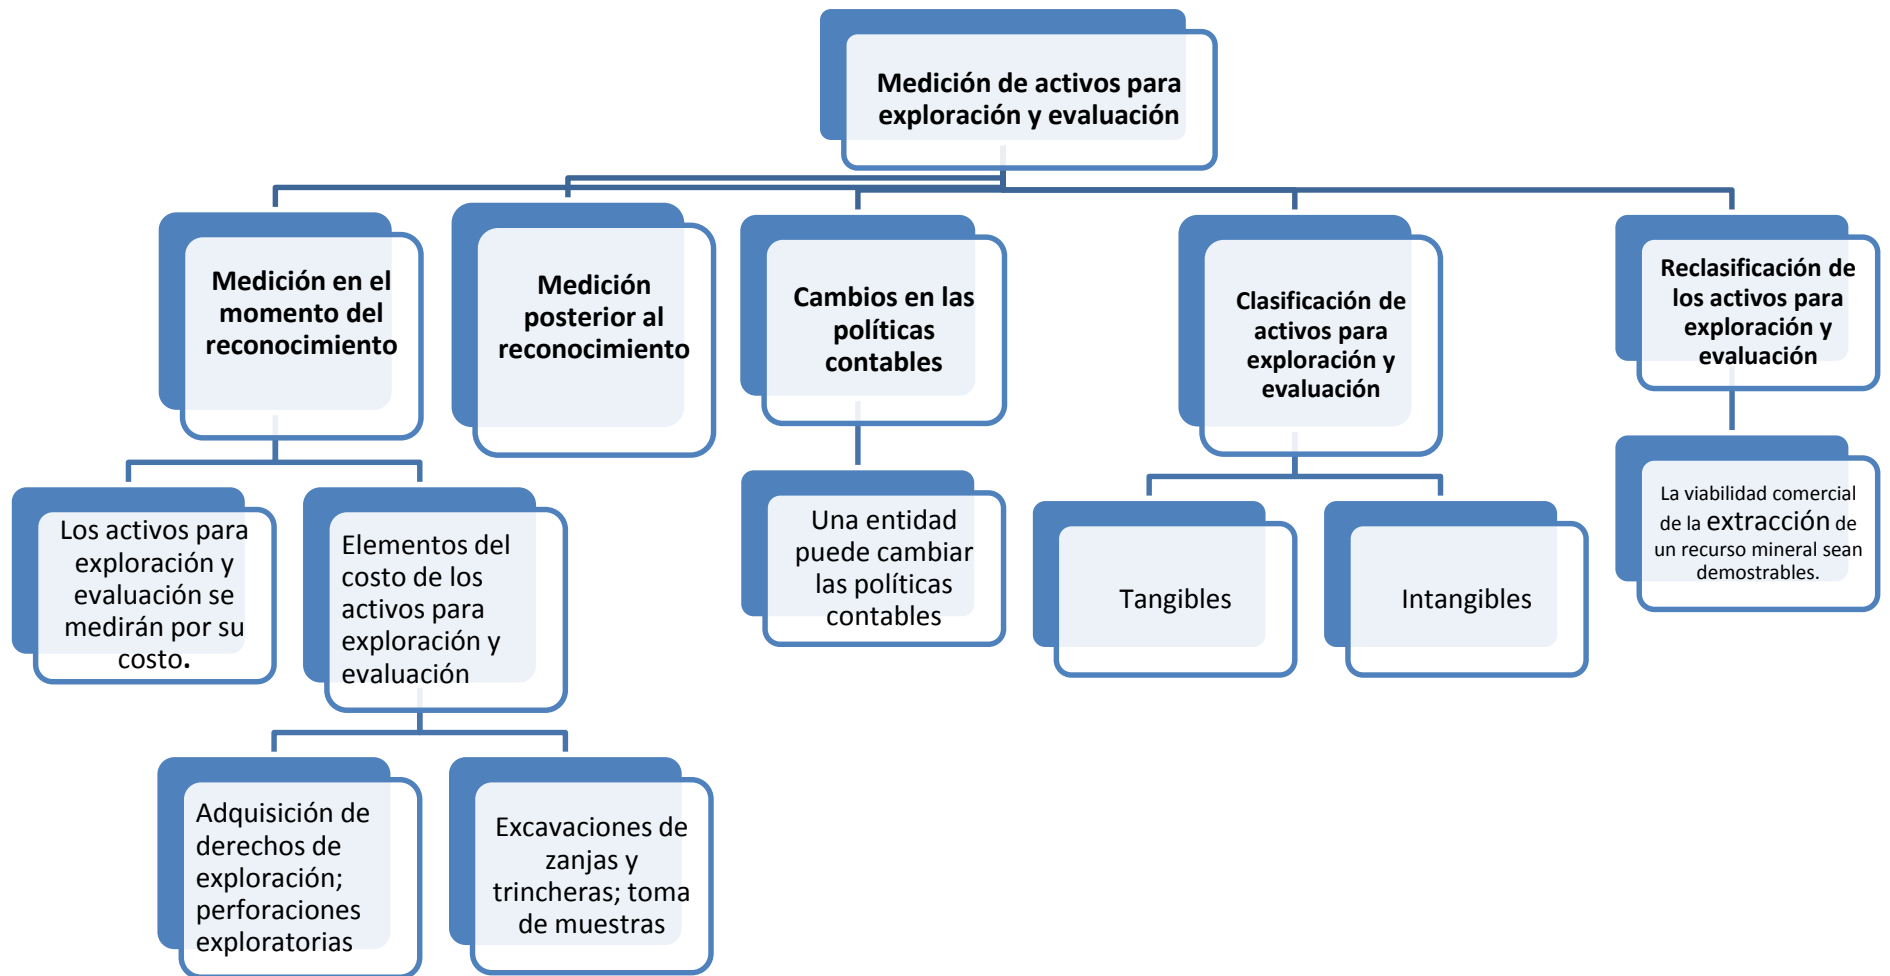 Medición de activos para
exploración y evaluación
Medición en el
momento del
reconocimiento
Medición
posterior al
reconocimiento
Cambios en las
políticas
contables
Clasificación de
activos para
exploración y
evaluación
Reclasificación de
los activos para
exploración y
evaluación
Los activos para
exploración y
evaluación se
medirán por su
costo.
Elementos del
costo de los
activos para
exploración y
evaluación
Una entidad
puede cambiar
las políticas
contables
Tangibles
Intangibles
La viabilidad comercial
de la extracción de
un recurso mineral sean
demostrables.
Adquisición de
derechos de
exploración;
perforaciones
exploratorias
Excavaciones de
zanjas y
trincheras; toma
de muestras